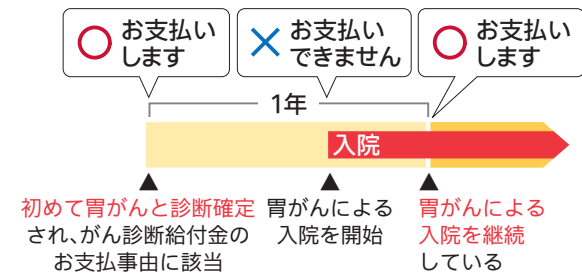 お支払い
します
お支払い
できません
お支払い
します
1年
入院
初めて胃がんと診断確定
され、がん診断給付金の
お支払事由に該当
胃がんによる
入院を開始
胃がんによる
入院を継続
している